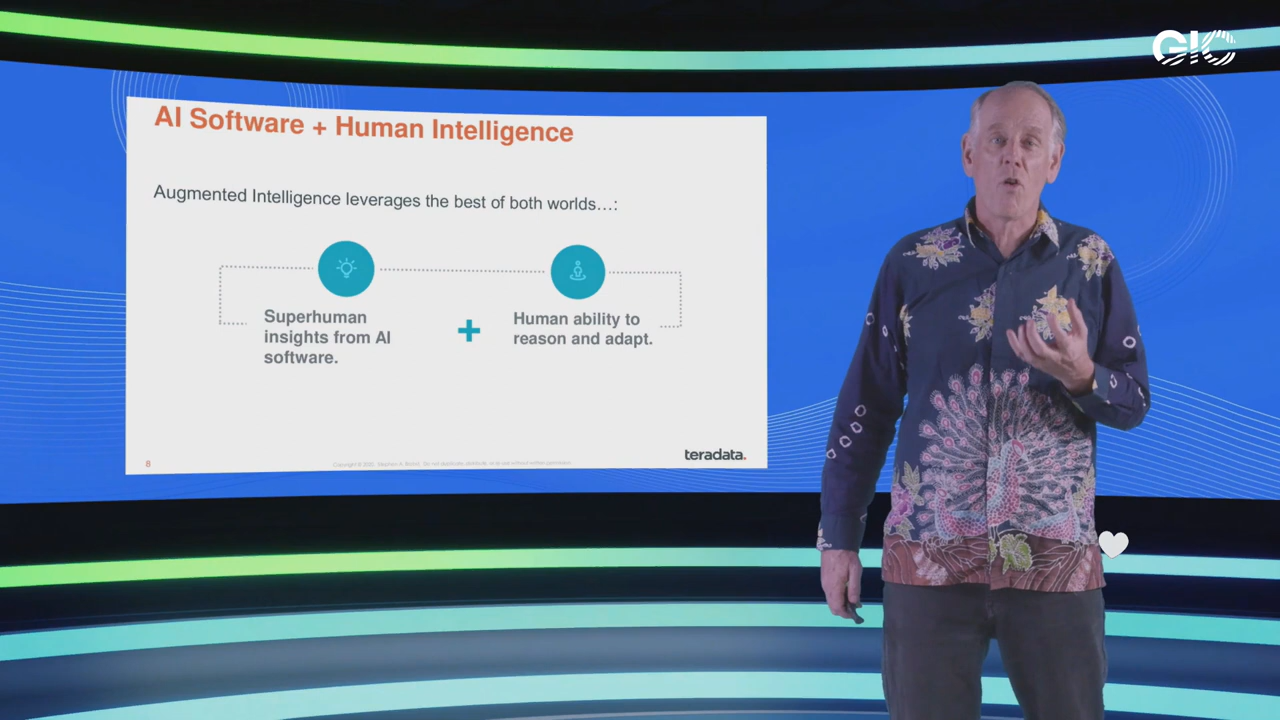 GIC
AI Software + Human Intelligence
Augmented Intelligence leverages the best of both worlds…:
Superhuman
insights from AI
software.
+
Human ability to
reason and adapt.
8
teradata.